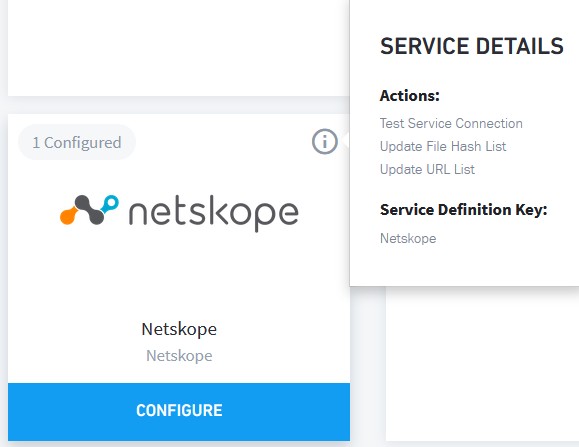 1 Configured
netskope
Netskope
Netskope
CONFIGURE
SERVICE DETAILS
Actions:
Test Service Connection
Update File Hash List
Update URL List
Service Definition Key:
Netskope